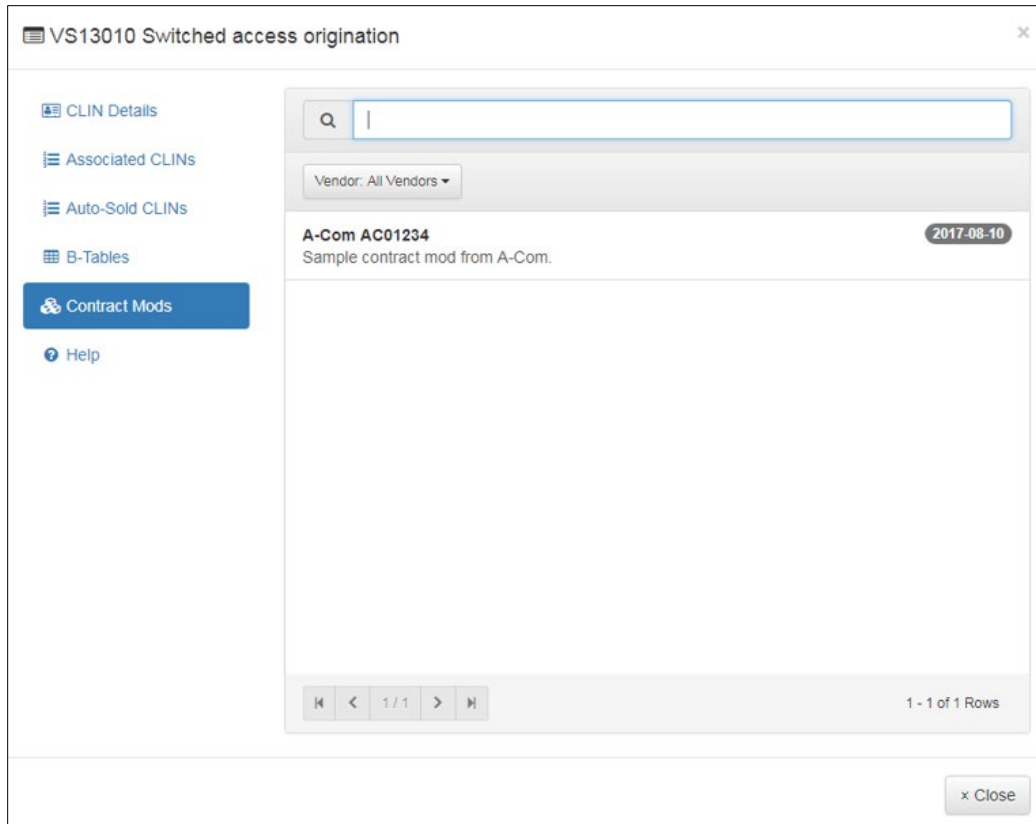 VS13010 Switched access origination
×
CLIN Details
Associated CLINs
Auto-Sold CLINs
B-Tables
Contract Mods
Help
Vendor: All Vendors
A-Com AC01234
2017-08-10
Sample contract mod from A-Com.
1 / 1
1 - 1 of 1 Rows
× Close